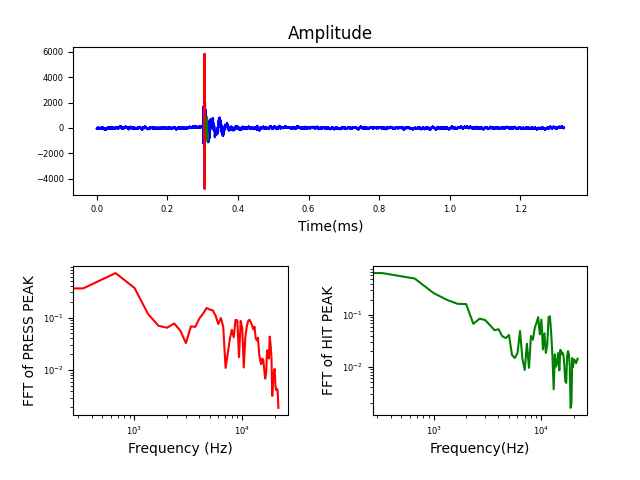 Amplitude
6000
4000
2000
0
−2000
−4000
0.0 0.2 0.4 0.6 0.8 1.0 1.2
Time(ms)
FFT of PRESS PEAK
10⁻¹
10⁻²
10³ 10⁴
Frequency (Hz)
FFT of HIT PEAK
10⁻¹
10⁻²
10³ 10⁴
Frequency(Hz)